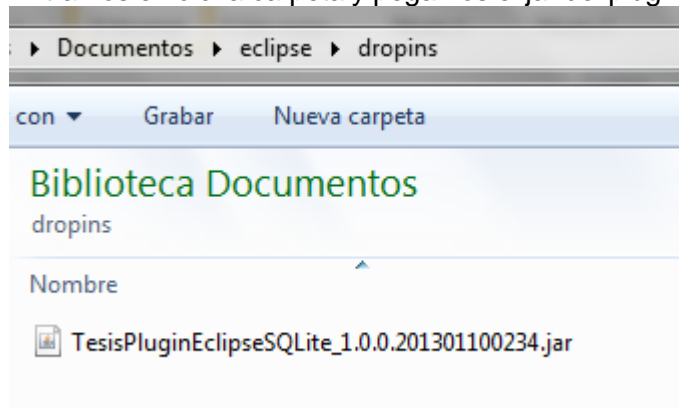 ▸ Documentos ▸ eclipse ▸ dropins
con ▾ Grabar Nueva carpeta
Biblioteca Documentos
dropins
Nombre
TesisPluginEclipseSQLite_1.0.0.201301100234.jar